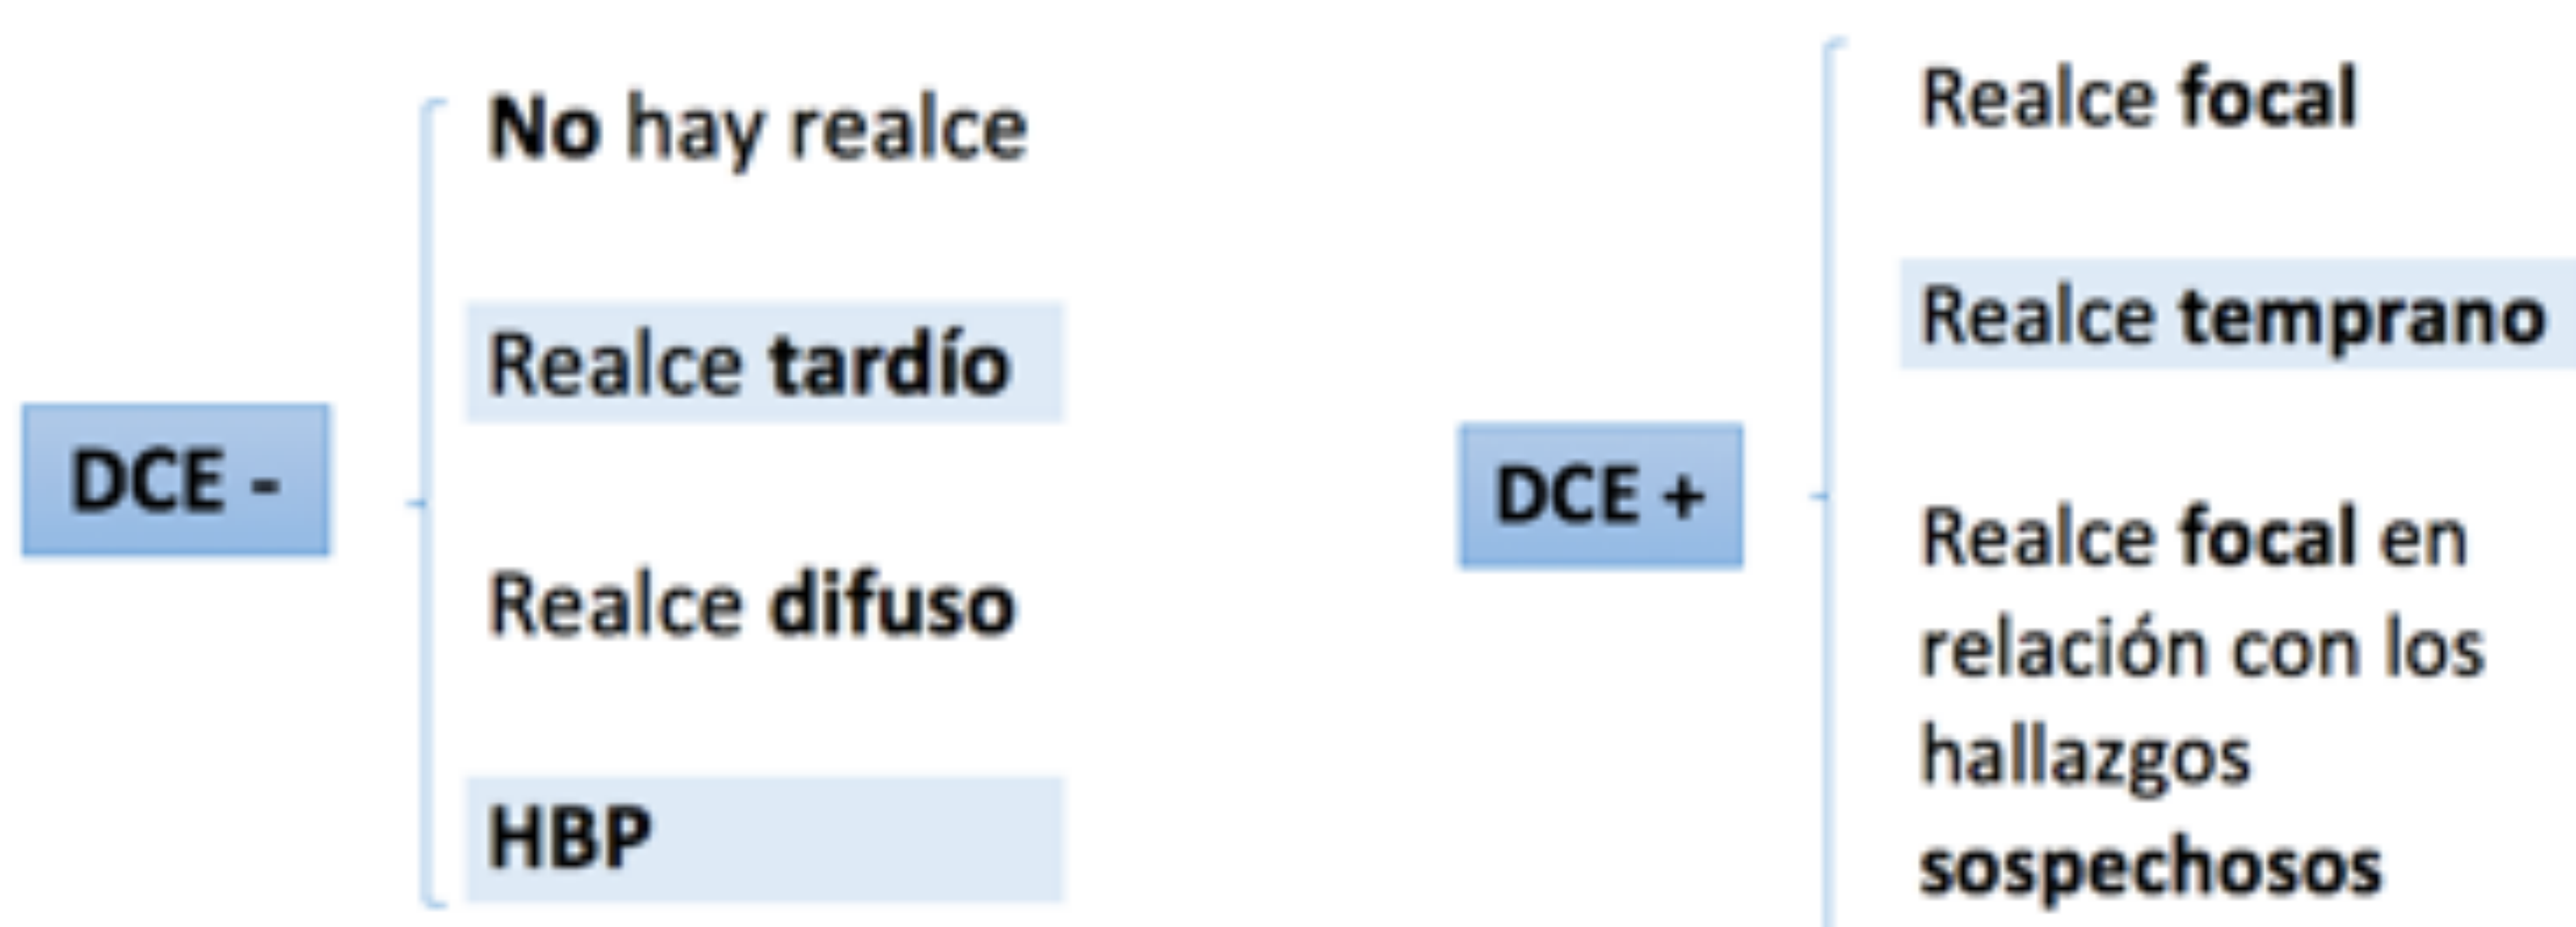 DCE -
No hay realce
Realce tardío
Realce difuso
HBP
DCE +
Realce focal
Realce temprano
Realce focal en
relación con los
hallazgos
sospechosos